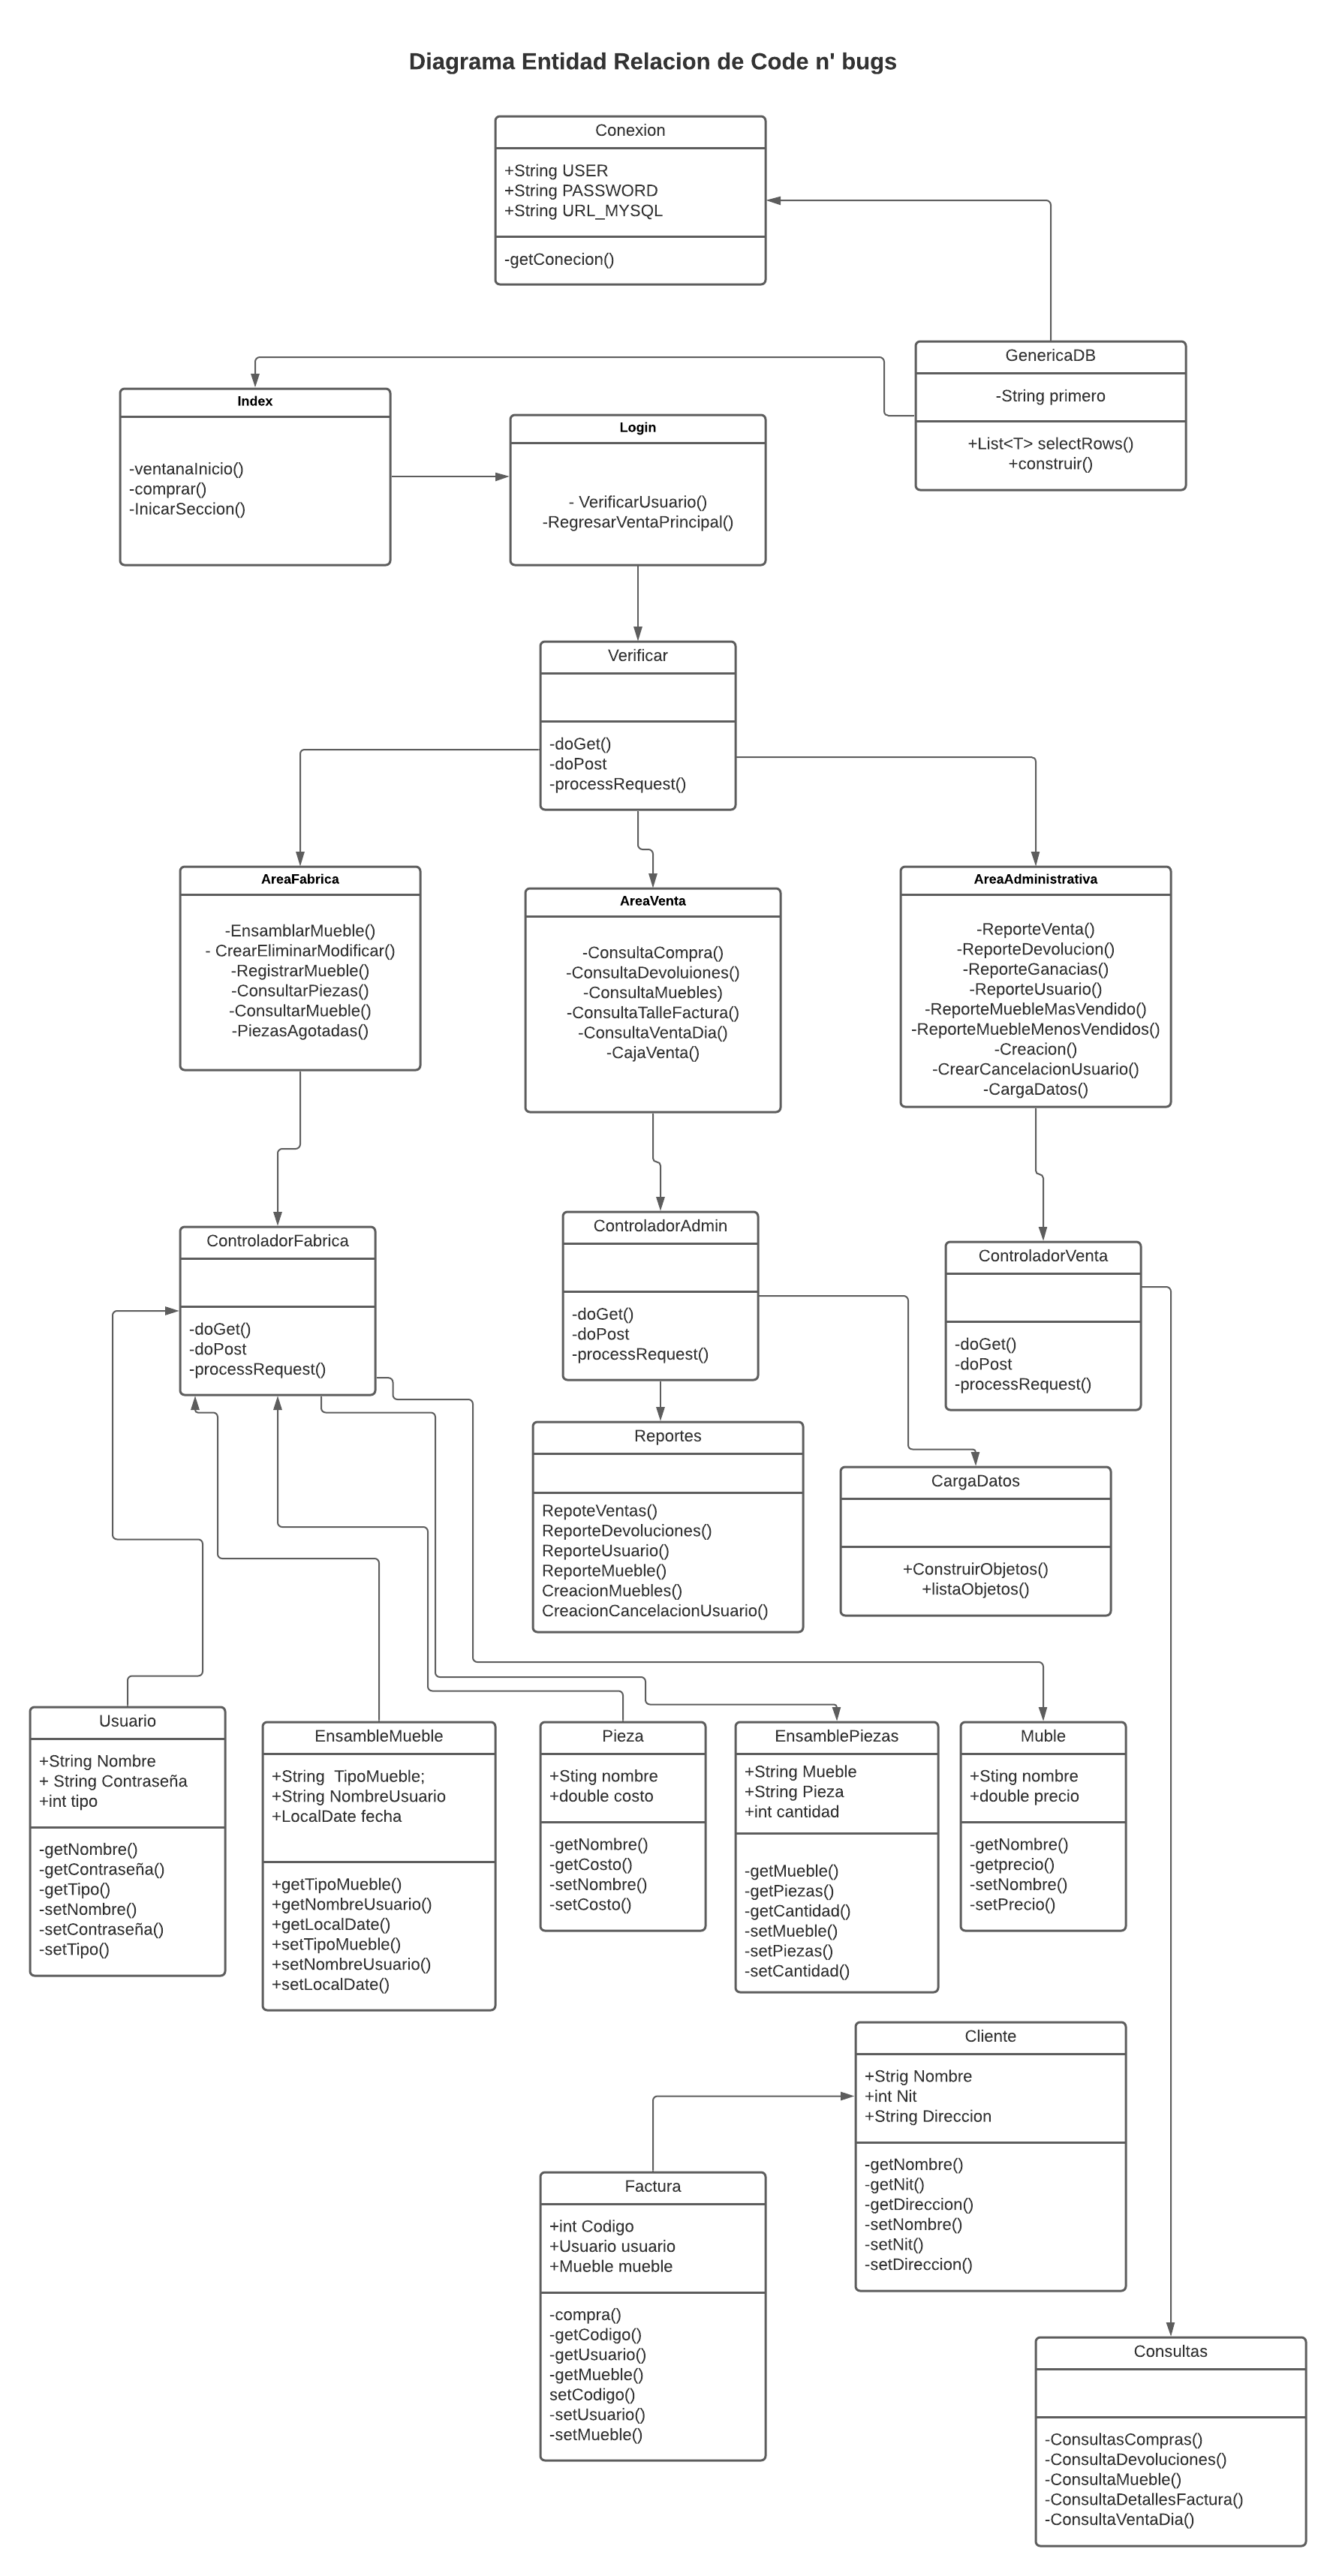 Diagrama Entidad Relacion de Code n' bugs
Conexion
+String USER
+String PASSWORD
+String URL_MYSQL
-getConecion()
GenericaDB
-String primero
+List<T> selectRows()
+construir()
Index
-ventanaInicio()
-comprar()
-InicarSeccion()
Login
- VerificarUsuario()
-RegresarVentaPrincipal()
Verificar
-doGet()
-doPost
-processRequest()
AreaFabrica
-EnsamblarMueble()
- CrearEliminarModificar()
-RegistrarMueble()
-ConsultarPiezas()
-ConsultarMueble()
-PiezasAgotadas()
AreaVenta
-ConsultaCompra()
-ConsultaDevoluiones()
-ConsultaMuebles)
-ConsultaTalleFactura()
-ConsultaVentaDia()
-CajaVenta()
AreaAdministrativa
-ReporteVenta()
-ReporteDevolucion()
-ReporteGanacias()
-ReporteUsuario()
-ReporteMuebleMasVendido()
-ReporteMuebleMenosVendidos()
-Creacion()
-CrearCancelacionUsuario()
-CargaDatos()
ControladorFabrica
-doGet()
-doPost
-processRequest()
ControladorAdmin
-doGet()
-doPost
-processRequest()
ControladorVenta
-doGet()
-doPost
-processRequest()
Reportes
RepoteVentas()
ReporteDevoluciones()
ReporteUsuario()
ReporteMueble()
CreacionMuebles()
CreacionCancelacionUsuario()
CargaDatos
+ConstruirObjetos()
+listaObjetos()
Usuario
+String Nombre
+ String Contraseña
+int tipo
-getNombre()
-getContraseña()
-getTipo()
-setNombre()
-setContraseña()
-setTipo()
EnsambleMueble
+String  TipoMueble;
+String NombreUsuario
+LocalDate fecha
+getTipoMueble()
+getNombreUsuario()
+getLocalDate()
+setTipoMueble()
+setNombreUsuario()
+setLocalDate()
Pieza
+Sting nombre
+double costo
-getNombre()
-getCosto()
-setNombre()
-setCosto()
EnsamblePiezas
+String Mueble
+String Pieza
+int cantidad
-getMueble()
-getPiezas()
-getCantidad()
-setMueble()
-setPiezas()
-setCantidad()
Muble
+Sting nombre
+double precio
-getNombre()
-getprecio()
-setNombre()
-setPrecio()
Cliente
+Strig Nombre
+int Nit
+String Direccion
-getNombre()
-getNit()
-getDireccion()
-setNombre()
-setNit()
-setDireccion()
Factura
+int Codigo
+Usuario usuario
+Mueble mueble
-compra()
-getCodigo()
-getUsuario()
-getMueble()
setCodigo()
-setUsuario()
-setMueble()
Consultas
-ConsultasCompras()
-ConsultaDevoluciones()
-ConsultaMueble()
-ConsultaDetallesFactura()
-ConsultaVentaDia()